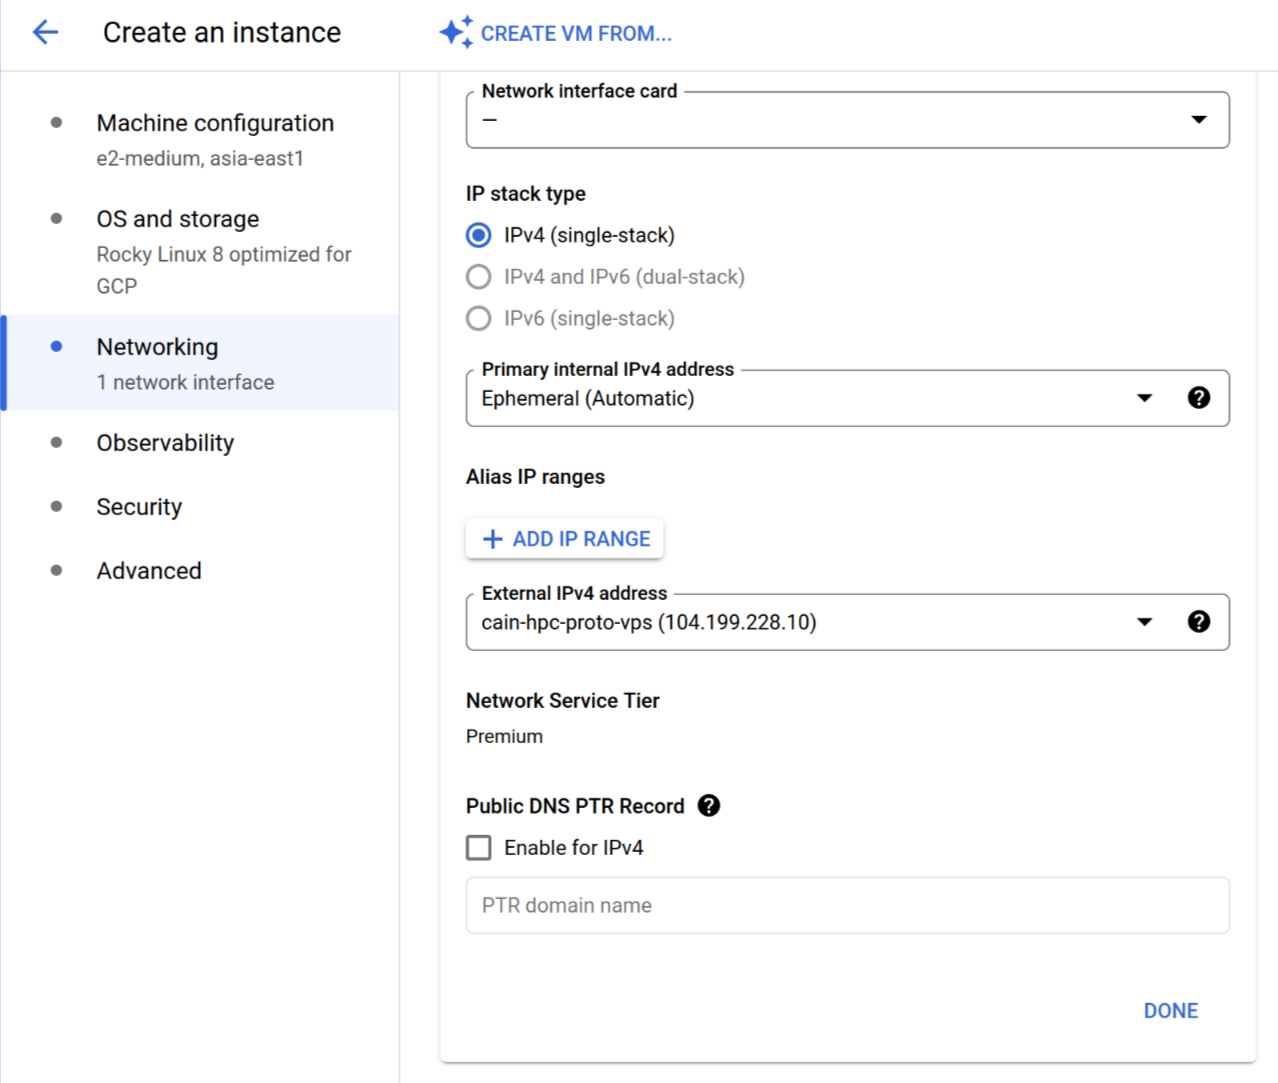 Create an instance
CREATE VM FROM...
Machine configuration
e2-medium, asia-east1
OS and storage
Rocky Linux 8 optimized for
GCP
Networking
1 network interface
Observability
Security
Advanced
Network interface card
—
IP stack type
IPv4 (single-stack)
IPv4 and IPv6 (dual-stack)
IPv6 (single-stack)
Primary internal IPv4 address
Ephemeral (Automatic)
Alias IP ranges
+ ADD IP RANGE
External IPv4 address
cain-hpc-proto-vps (104.199.228.10)
Network Service Tier
Premium
Public DNS PTR Record
Enable for IPv4
PTR domain name
DONE